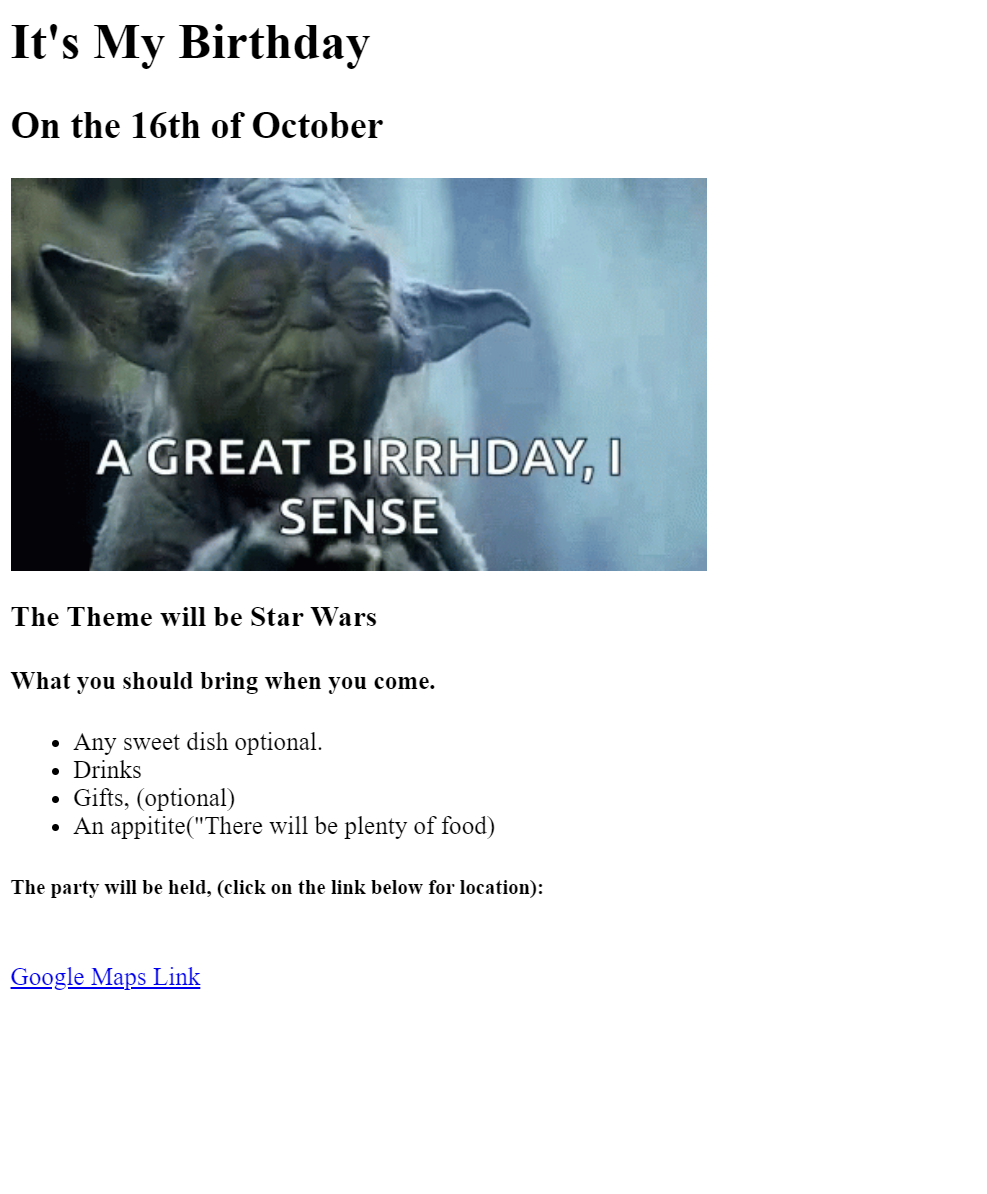 It's My Birthday
On the 16th of October
A GREAT BIRRHDAY, I
SENSE
The Theme will be Star Wars
What you should bring when you come.
• Any sweet dish optional.
• Drinks
• Gifts, (optional)
• An appitite("There will be plenty of food)
The party will be held, (click on the link below for location):
Google Maps Link